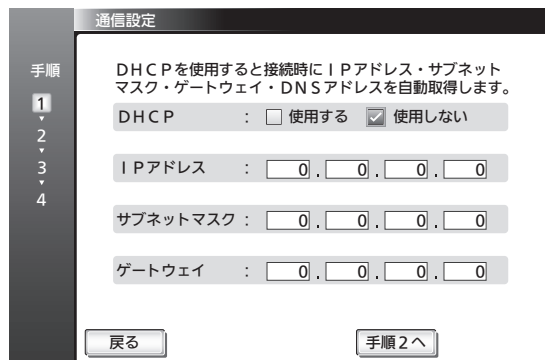 通信設定
手順
1
2
3
4
DHCPを使用すると接続時にIPアドレス・サブネット
マスク・ゲートウェイ・DNSアドレスを自動取得します。
DHCP : 使用する 使用しない
IPアドレス : 0 . 0 . 0 . 0
サブネットマスク : 0 . 0 . 0 . 0
ゲートウェイ : 0 . 0 . 0 . 0
戻る 手順2へ